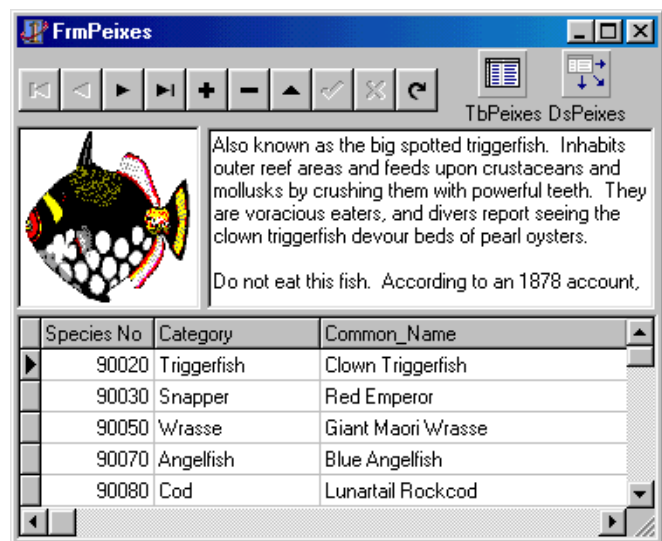 FrmPeixes
TbPeixes DsPeixes
Also known as the big spotted triggerfish. Inhabits
outer reef areas and feeds upon crustaceans and
mollusks by crushing them with powerful teeth. They
are voracious eaters, and divers report seeing the
clown triggerfish devour beds of pearl oysters.
Do not eat this fish. According to an 1878 account,
Species No Category Common_Name
90020 Triggerfish Clown Triggerfish
90030 Snapper Red Emperor
90050 Wrasse Giant Maori Wrasse
90070 Angelfish Blue Angelfish
90080 Cod Lunartail Rockcod